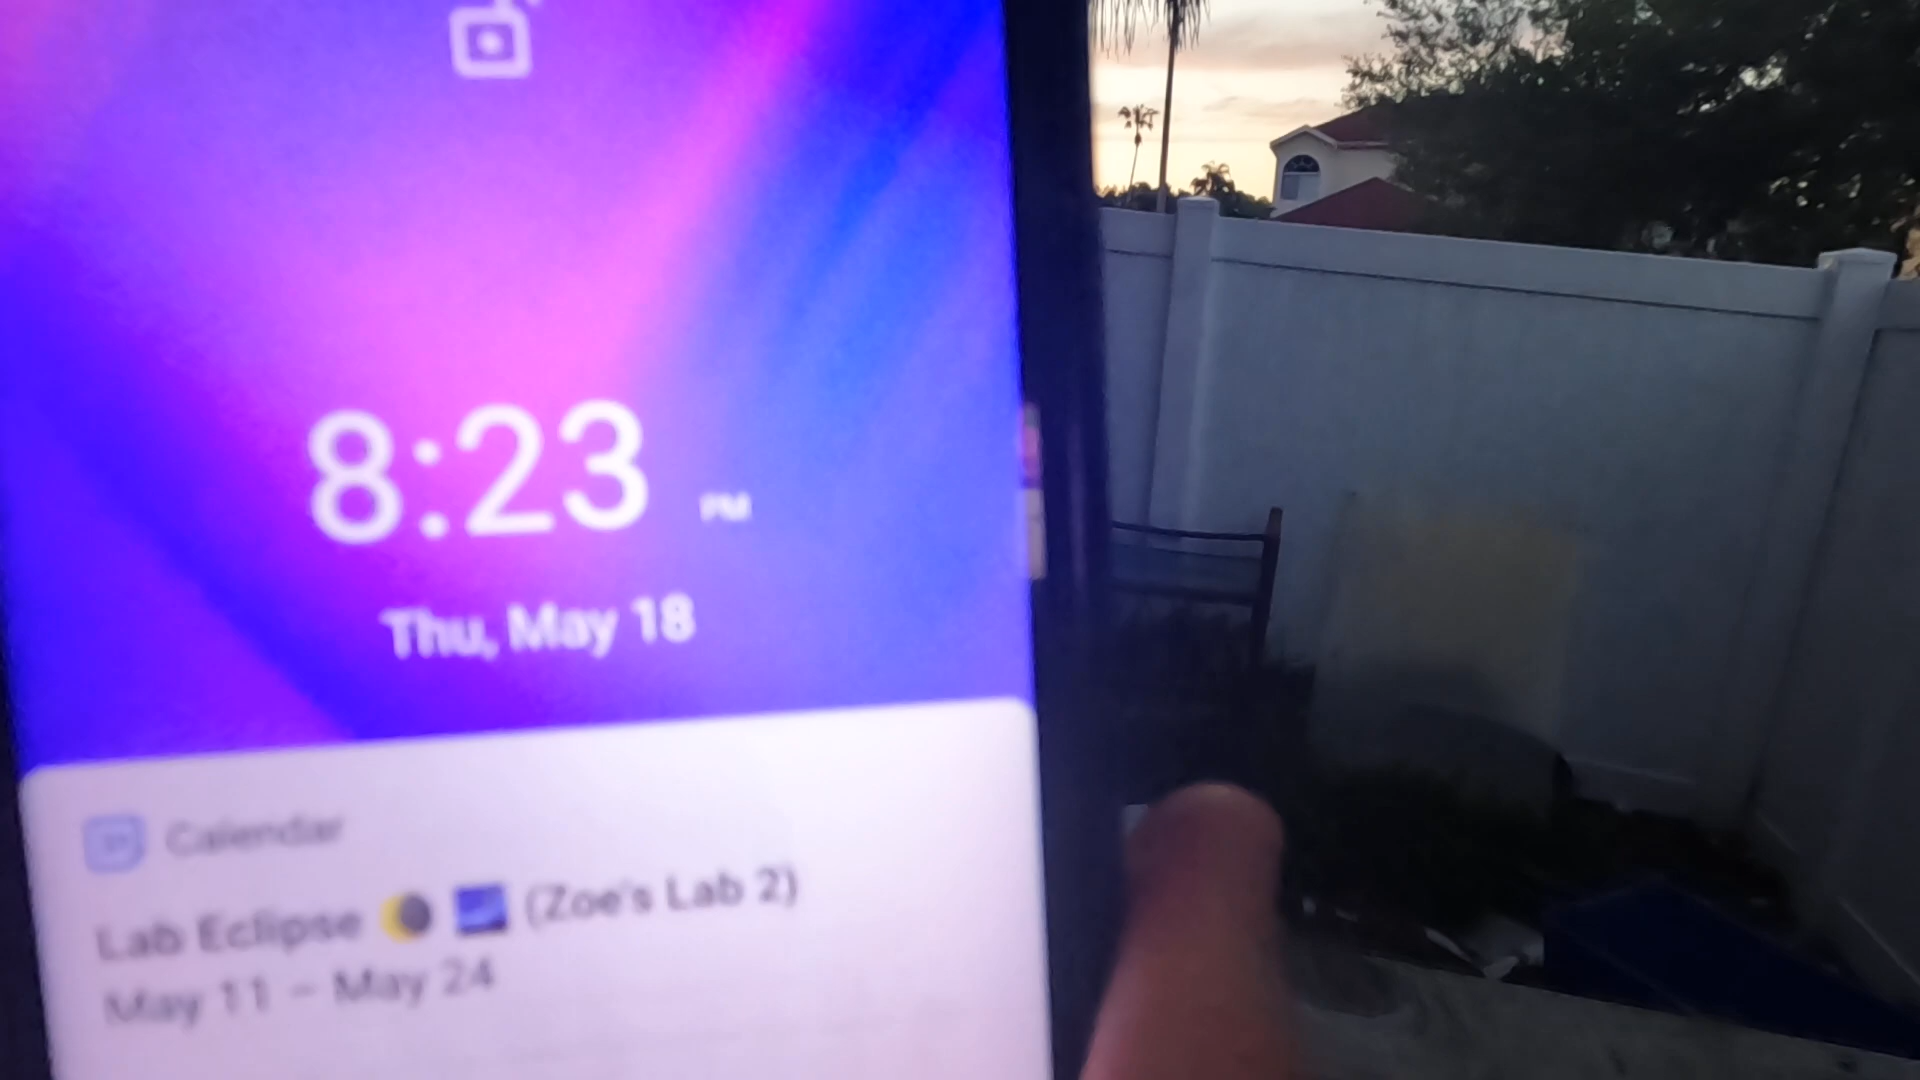 8:23 PM
Thu, May 18
Calendar
Lab Eclipse 🌘 🌠 (Zoe's Lab 2)
May 11 – May 24